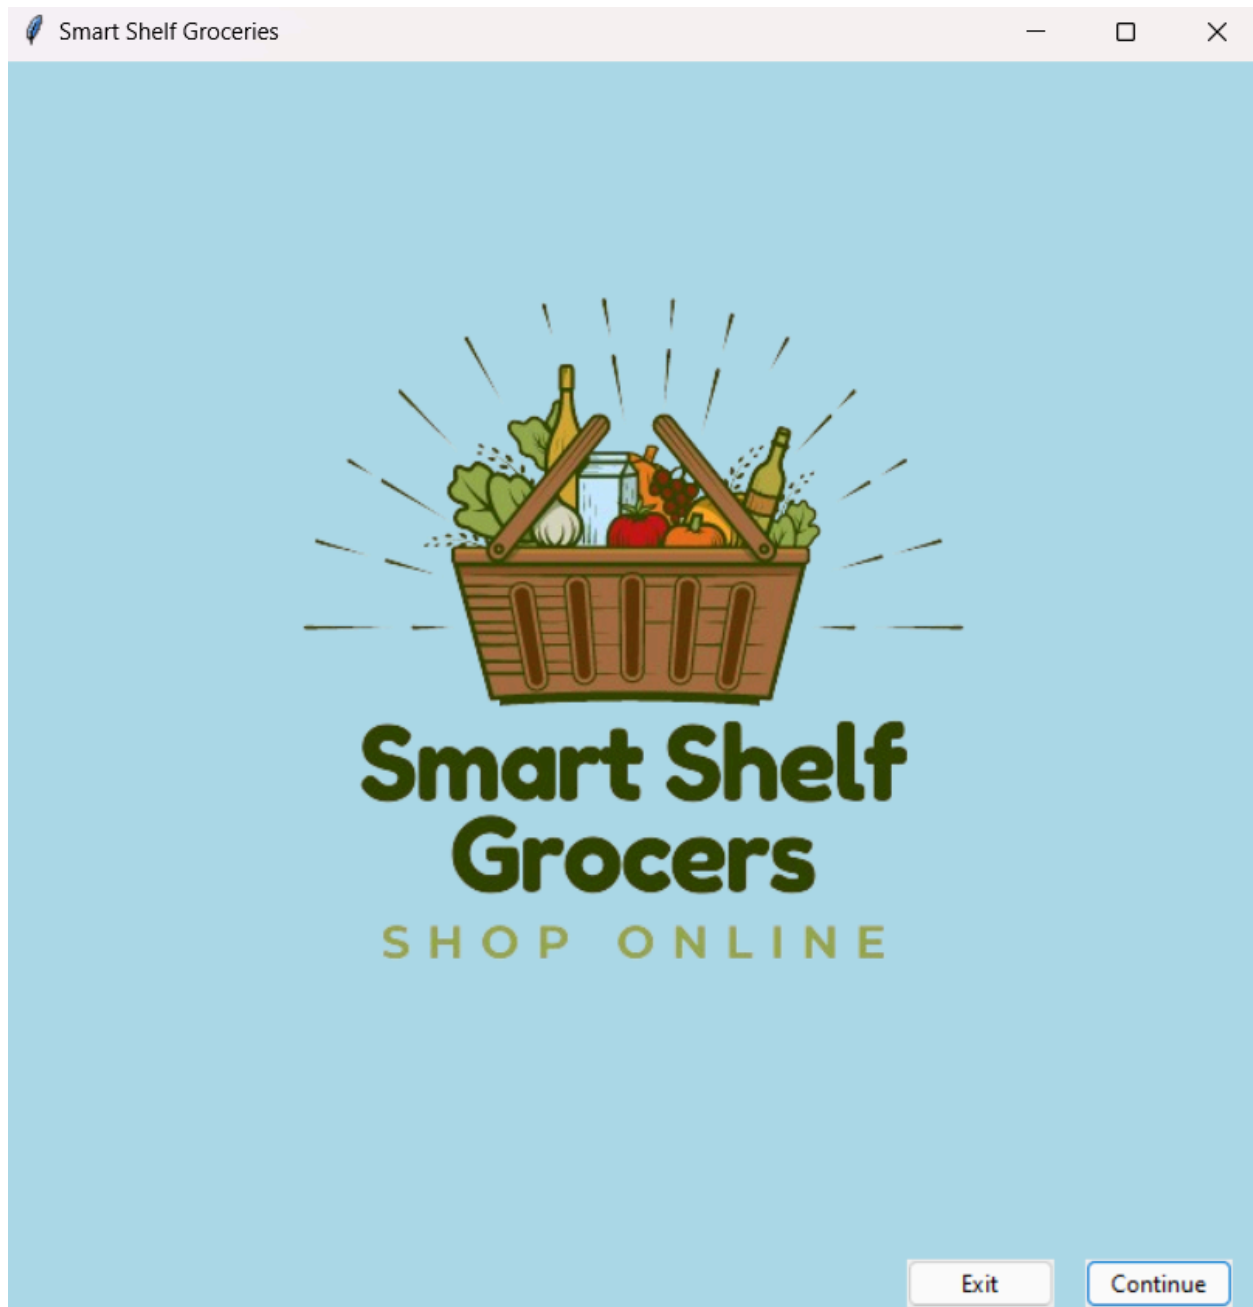 Smart Shelf Groceries
Smart Shelf
Grocers
SHOP ONLINE
Exit Continue